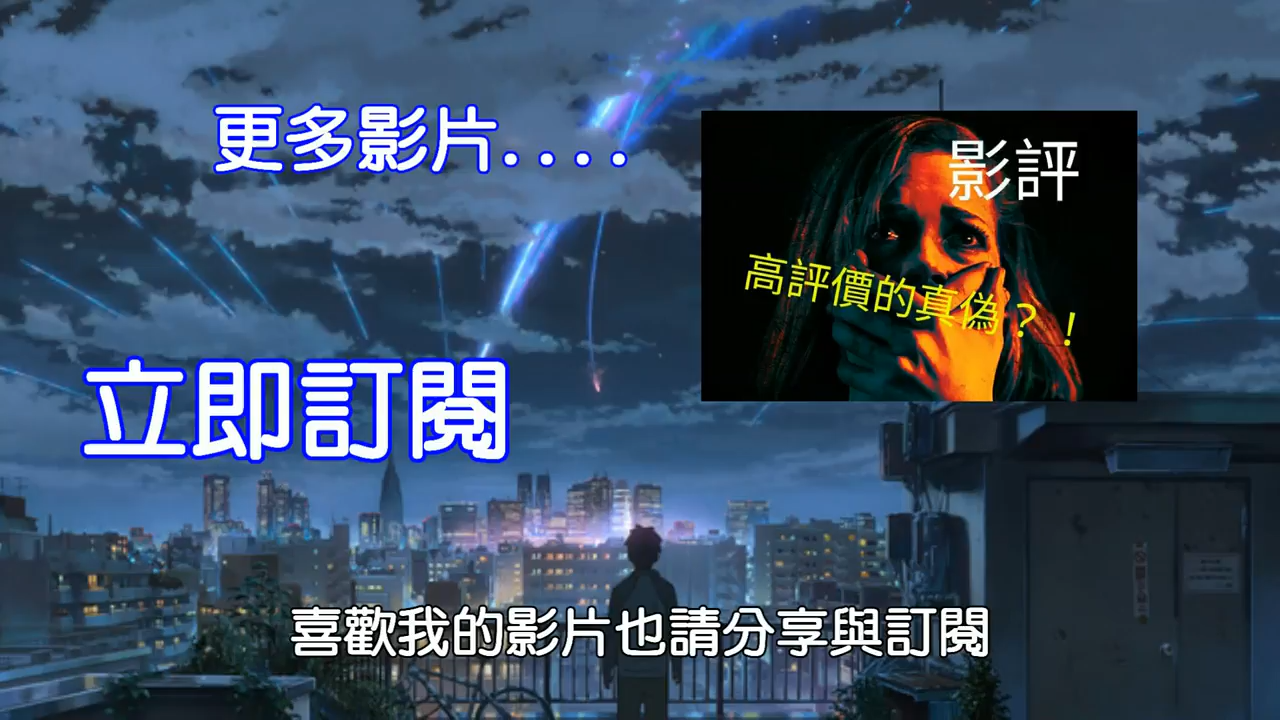 更多影片....
影評
高評價的真偽？！
立即訂閱
喜歡我的影片也請分享與訂閱